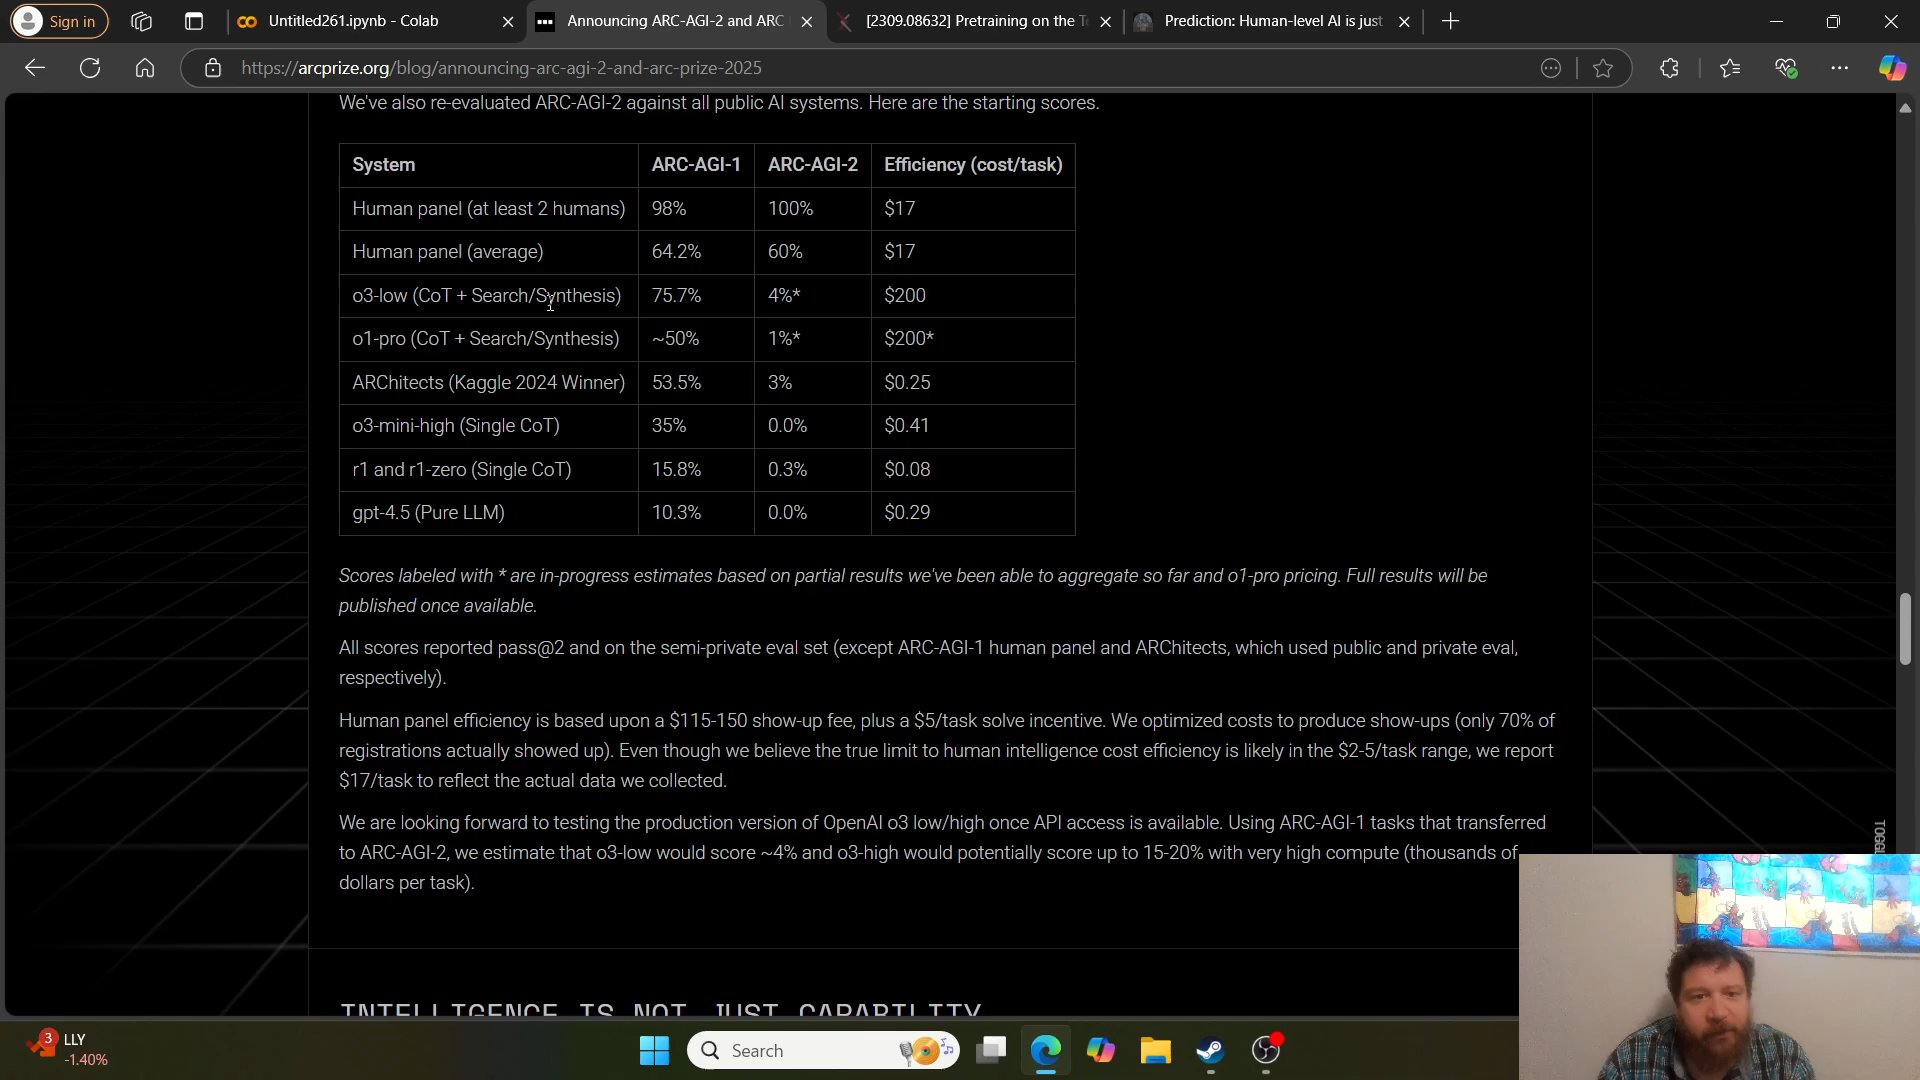 Sign in
Untitled261.ipynb - Colab
Announcing ARC-AGI-2 and ARC
[2309.08632] Pretraining on the Te
Prediction: Human-level AI is just
https://arcprize.org/blog/announcing-arc-agi-2-and-arc-prize-2025
We've also re-evaluated ARC-AGI-2 against all public AI systems. Here are the starting scores.
System ARC-AGI-1 ARC-AGI-2 Efficiency (cost/task)
Human panel (at least 2 humans) 98% 100% $17
Human panel (average) 64.2% 60% $17
o3-low (CoT + Search/Synthesis) 75.7% 4%* $200
o1-pro (CoT + Search/Synthesis) ~50% 1%* $200*
ARChitects (Kaggle 2024 Winner) 53.5% 3% $0.25
o3-mini-high (Single CoT) 35% 0.0% $0.41
r1 and r1-zero (Single CoT) 15.8% 0.3% $0.08
gpt-4.5 (Pure LLM) 10.3% 0.0% $0.29
Scores labeled with * are in-progress estimates based on partial results we've been able to aggregate so far and o1-pro pricing. Full results will be
published once available.
All scores reported pass@2 and on the semi-private eval set (except ARC-AGI-1 human panel and ARChitects, which used public and private eval,
respectively).
Human panel efficiency is based upon a $115-150 show-up fee, plus a $5/task solve incentive. We optimized costs to produce show-ups (only 70% of
registrations actually showed up). Even though we believe the true limit to human intelligence cost efficiency is likely in the $2-5/task range, we report
$17/task to reflect the actual data we collected.
We are looking forward to testing the production version of OpenAI o3 low/high once API access is available. Using ARC-AGI-1 tasks that transferred
to ARC-AGI-2, we estimate that o3-low would score ~4% and o3-high would potentially score up to 15-20% with very high compute (thousands of
dollars per task).
INTELLIGENCE IS NOT JUST CAPABILITY
3
LLY
-1.40%
Search